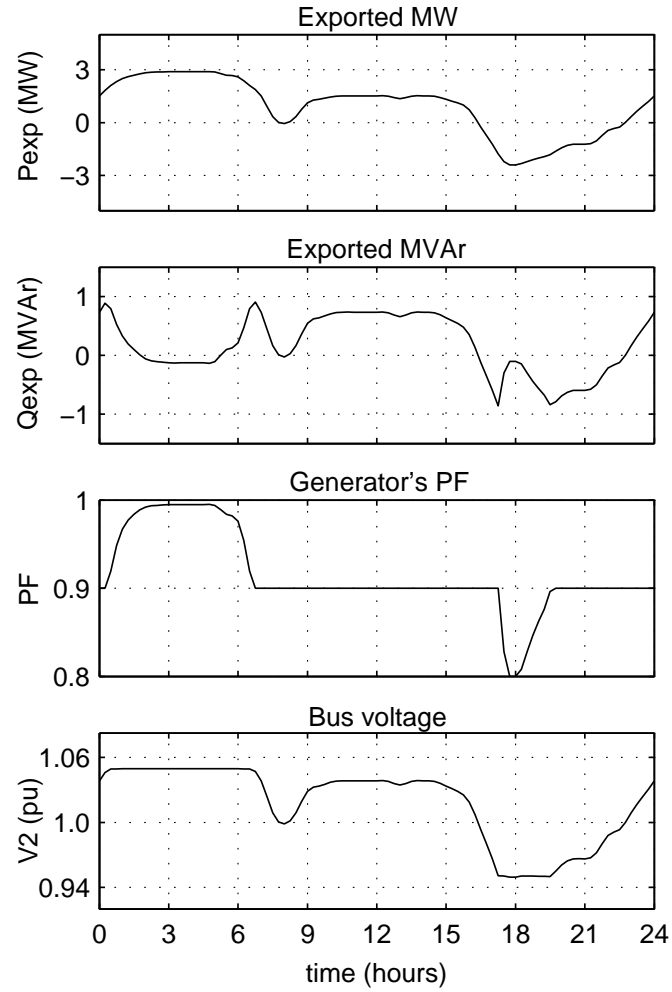 Exported MW
Pexp (MW)
3
0
−3
Exported MVAr
Qexp (MVAr)
1
0
−1
Generator's PF
PF
1
0.9
0.8
Bus voltage
V2 (pu)
1.06
1.0
0.94
0 3 6 9 12 15 18 21 24
time (hours)